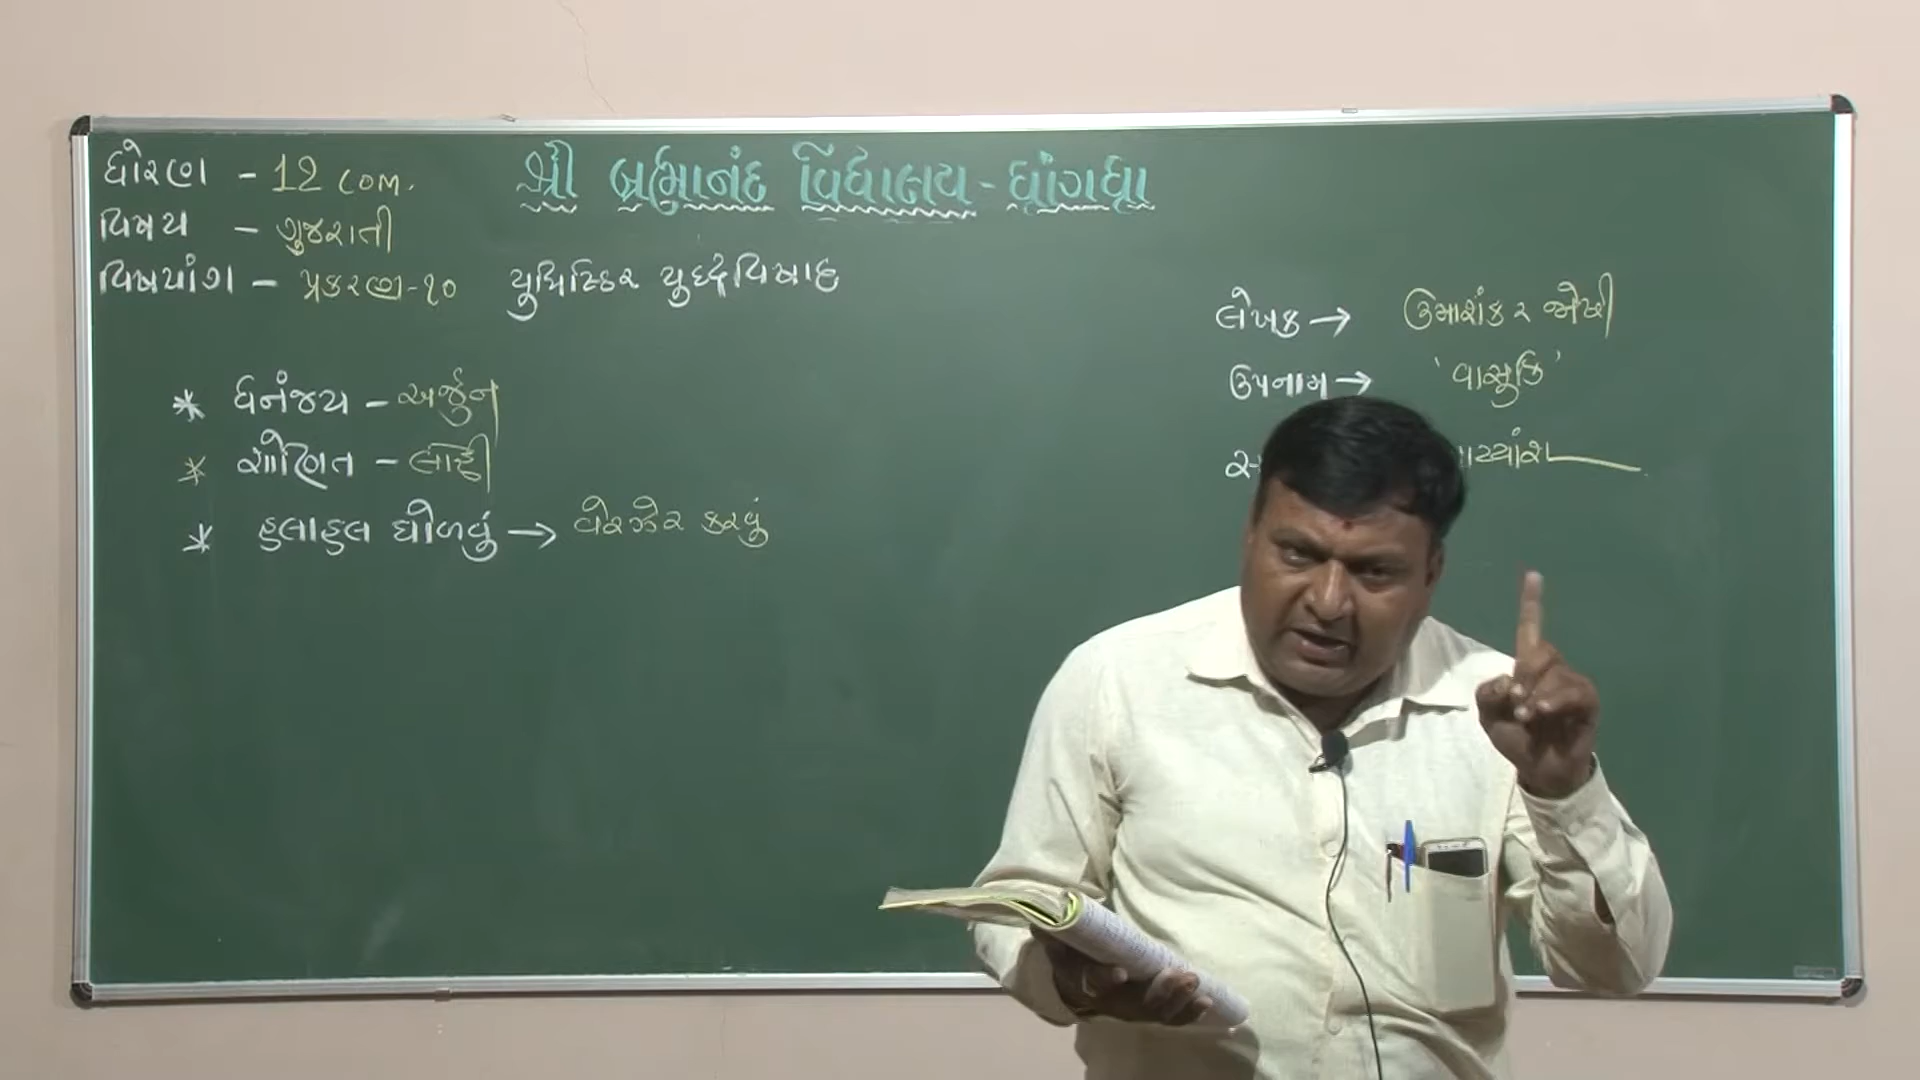 ધોરણ - 12 com.
શ્રી બ્રહ્માનંદ વિદ્યાલય - ધ્રાંગધ્રા
વિષય - ગુજરાતી
વિષયાંગ - પ્રકરણ-૧૦ યુધિષ્ઠિર યુદ્ધવિષાદ
લેખક → ઉમાશંકર જોષી
ઉપનામ → 'વાસુકિ'
* ધનંજય - અર્જુન
* શોણિત - લોહી
* હલાહલ ઘોળવું → વેરઝેર કરવું